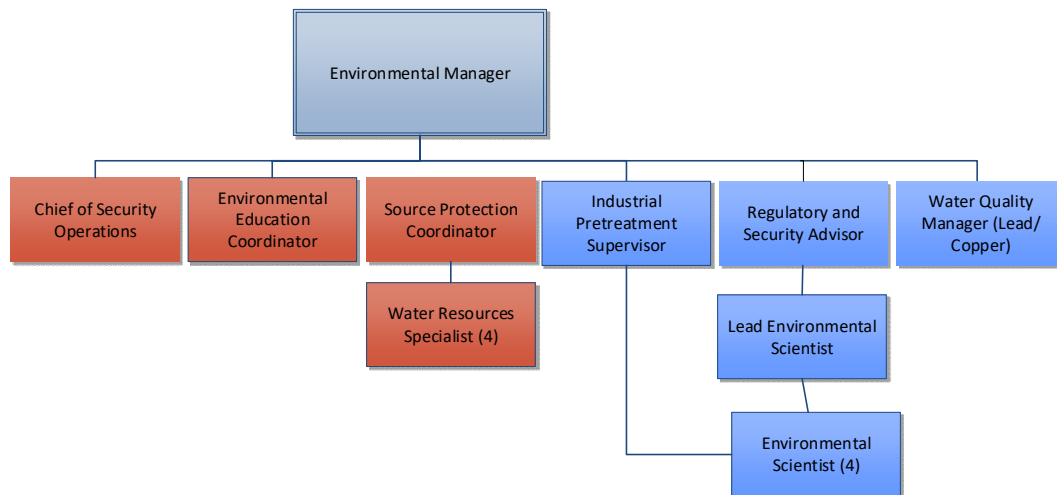 Environmental Manager
Chief of Security
Operations
Environmental
Education
Coordinator
Source Protection
Coordinator
Industrial
Pretreatment
Supervisor
Regulatory and
Security Advisor
Water Quality
Manager (Lead/
Copper)
Water Resources
Specialist (4)
Lead Environmental
Scientist
Environmental
Scientist (4)